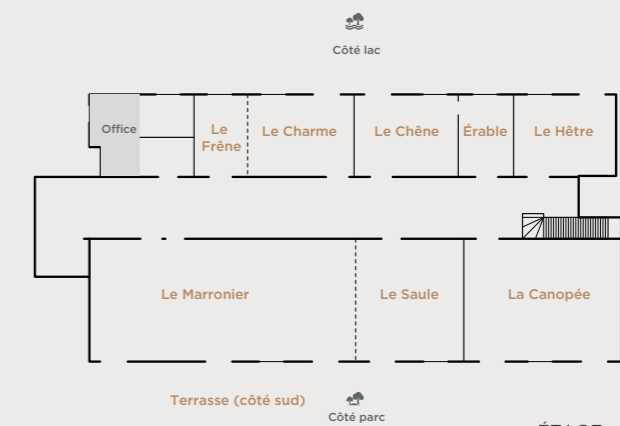 Côté lac
Office
Le
Frêne
Le Charme
Le Chêne
Érable
Le Hêtre
Le Marronier
Le Saule
La Canopée
Terrasse (côté sud)
Côté parc